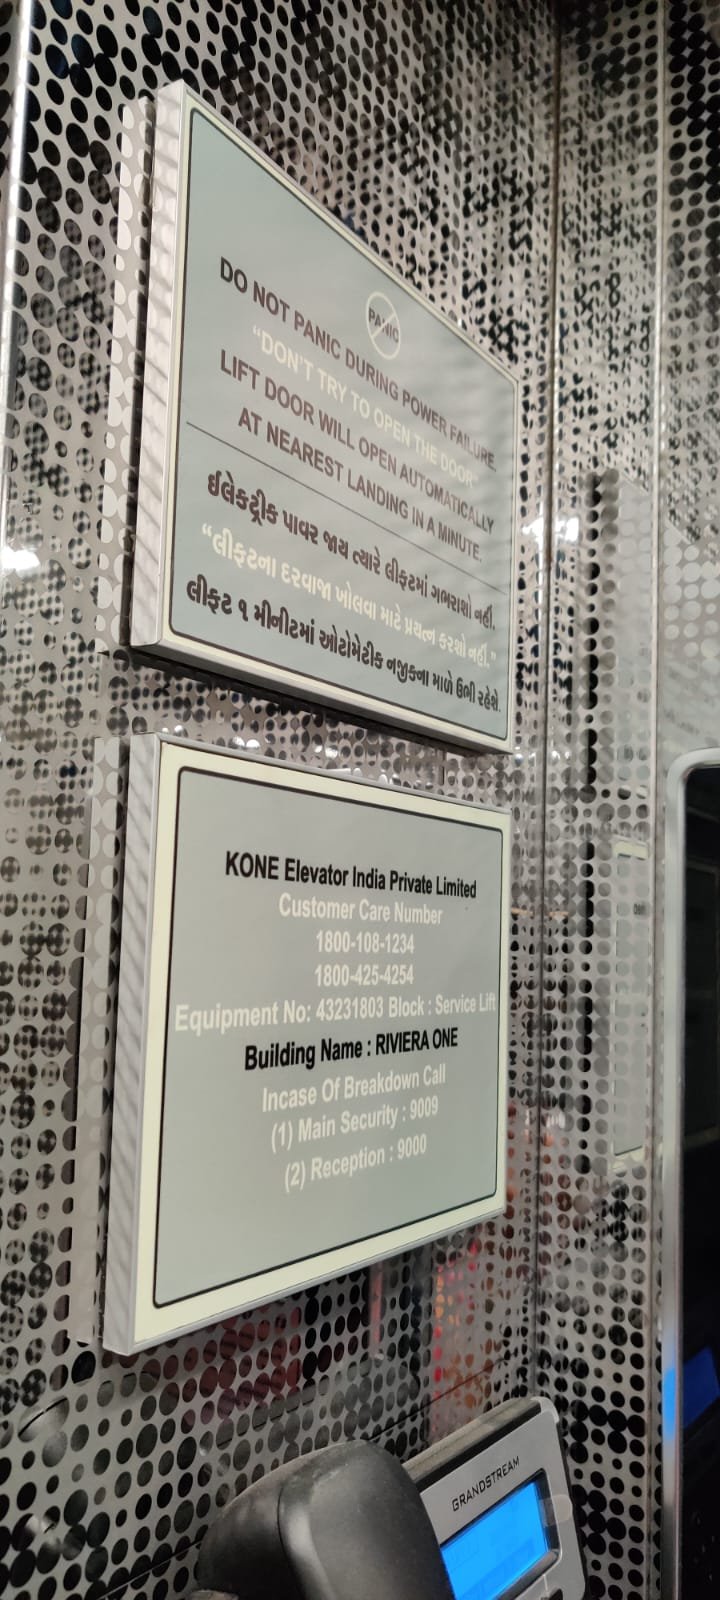 PANIC
DO NOT PANIC DURING POWER FAILURE.
"DON'T TRY TO OPEN THE DOOR"
LIFT DOOR WILL OPEN AUTOMATICALLY
AT NEAREST LANDING IN A MINUTE.
ઈલેકટ્રીક પાવર જાય ત્યારે લીફ્ટમાં ગભરાશો નહીં.
"લીફ્ટના દરવાજા ખોલવા માટે પ્રયત્ન કરશો નહીં."
લીફ્ટ ૧ મીનીટમાં ઓટોમેટીક નજીકના માળે ઉભી રહેશે.
KONE Elevator India Private Limited
Customer Care Number
1800-108-1234
1800-425-4254
Equipment No: 43231803 Block : Service Lift
Building Name : RIVIERA ONE
Incase Of Breakdown Call
(1) Main Security : 9009
(2) Reception : 9000
GRANDSTREAM